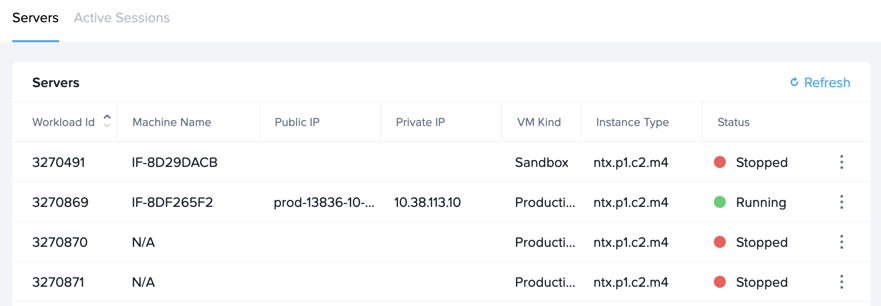 Servers Active Sessions
Servers Refresh
Workload Id Machine Name Public IP Private IP VM Kind Instance Type Status
3270491 IF-8D29DACB Sandbox ntx.p1.c2.m4 Stopped
3270869 IF-8DF265F2 prod-13836-10-... 10.38.113.10 Producti... ntx.p1.c2.m4 Running
3270870 N/A Producti... ntx.p1.c2.m4 Stopped
3270871 N/A Producti... ntx.p1.c2.m4 Stopped